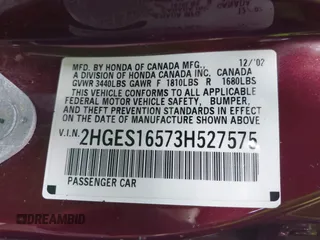 12/'02
MFD. BY HONDA OF CANADA MFG.,
A DIVISION OF HONDA CANADA INC. CANADA
GVWR 3440LBS GAWR F 1810LBS R 1680LBS
THIS VEHICLE CONFORMS TO ALL APPLICABLE
FEDERAL MOTOR VEHICLE SAFETY, BUMPER,
AND THEFT PREVENTION STANDARDS IN
EFFECT ON THE DATE OF MANUFACTURE
SHOWN ABOVE.
V.I.N. 2HGES16573H527575
PASSENGER CAR
DREAMBID